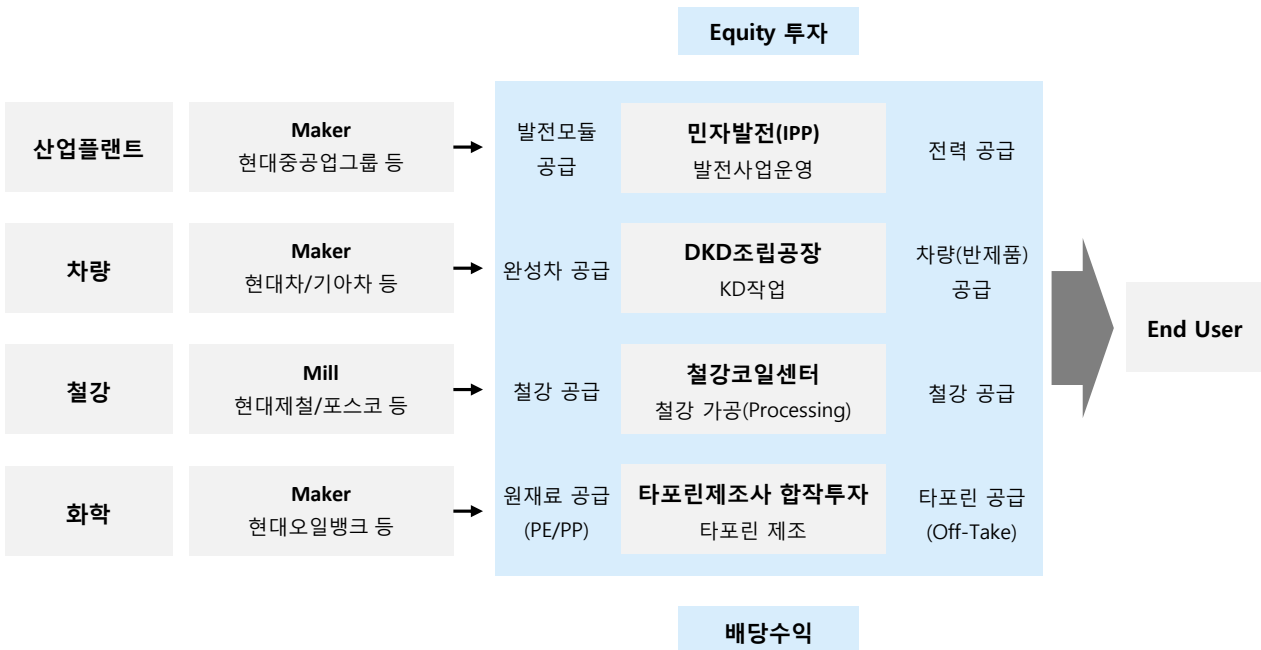 Equity 투자
산업플랜트
Maker
현대중공업그룹 등
발전모듈
공급
민자발전(IPP)
발전사업운영
전력 공급
차량
Maker
현대차/기아차 등
완성차 공급
DKD조립공장
KD작업
차량(반제품)
공급
철강
Mill
현대제철/포스코 등
철강 공급
철강코일센터
철강 가공(Processing)
철강 공급
화학
Maker
현대오일뱅크 등
원재료 공급
(PE/PP)
타포린제조사 합작투자
타포린 제조
타포린 공급
(Off-Take)
End User
배당수익